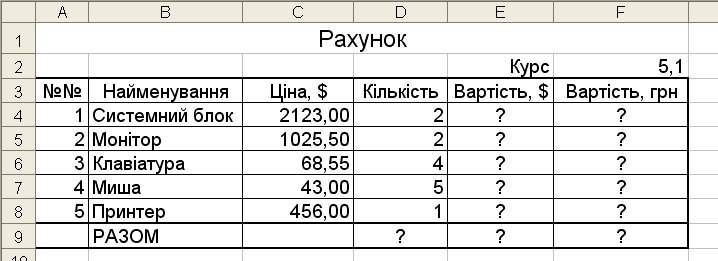 A B C D E F
1 Рахунок
2 Курс 5,1
3 №№ Найменування Ціна, $ Кількість Вартість, $ Вартість, грн
4 1 Системний блок 2123,00 2 ? ?
5 2 Монітор 1025,50 2 ? ?
6 3 Клавіатура 68,55 4 ? ?
7 4 Миша 43,00 5 ? ?
8 5 Принтер 456,00 1 ? ?
9 РАЗОМ ? ? ?
10